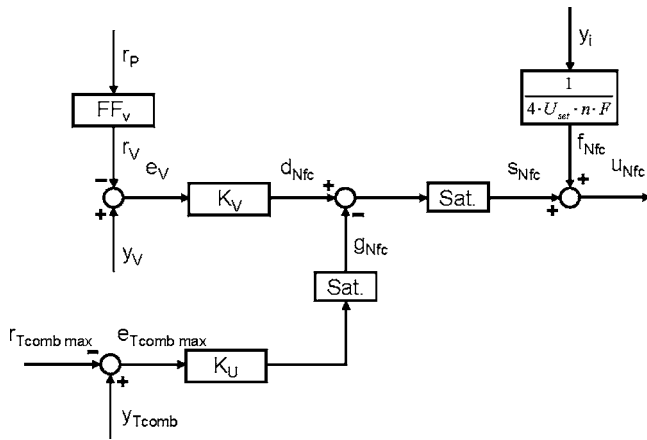 r_P
y_i
FF_v
1
4 · U_set · n · F
r_V
f_Nfc
e_V
d_Nfc
s_Nfc
u_Nfc
−
+
+
K_V
+
−
Sat.
+
y_V
g_Nfc
Sat.
r_Tcomb max
e_Tcomb max
−
+
K_U
y_Tcomb